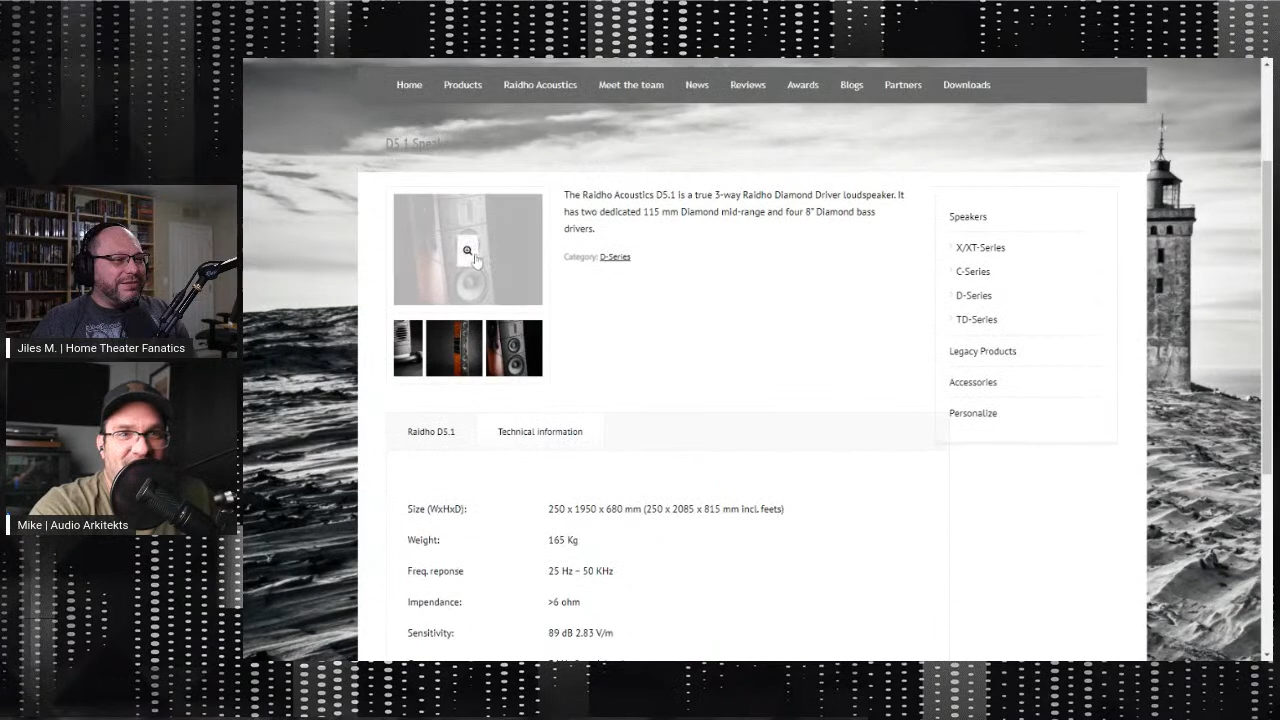 Home Products Raidho Acoustics Meet the team News Reviews Awards Blogs Partners Downloads
The Raidho Acoustics D5.1 is a true 3-way Raidho Diamond Driver loudspeaker. It
has two dedicated 115 mm Diamond mid-range and four 8" Diamond bass
drivers.
Category: D-Series
Speakers
X/XT-Series
C-Series
D-Series
TD-Series
Legacy Products
Accessories
Personalize
Jiles M. | Home Theater Fanatics
Mike | Audio Arkitekts
Raidho D5.1 Technical information
Size (WxHxD): 250 x 1950 x 680 mm (250 x 2085 x 815 mm incl. feets)
Weight: 165 Kg
Freq. reponse 25 Hz – 50 KHz
Impendance: >6 ohm
Sensitivity: 89 dB 2.83 V/m